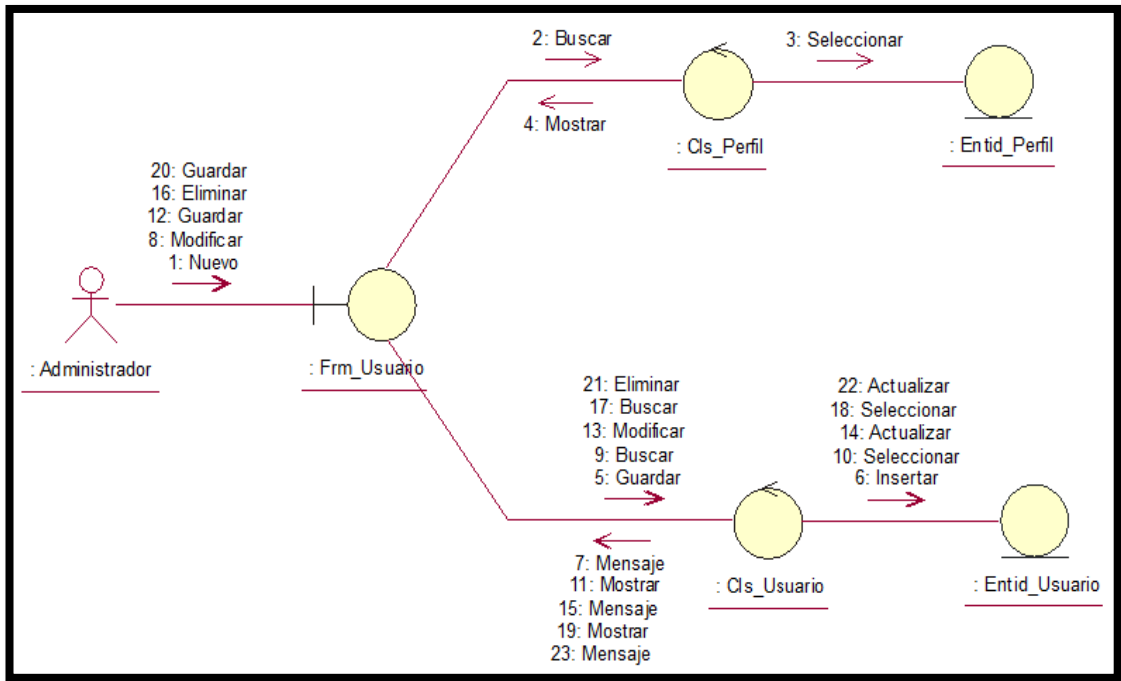 2: Buscar
3: Seleccionar
4: Mostrar
: Cls_Perfil
: Entid_Perfil
20: Guardar
16: Eliminar
12: Guardar
8: Modificar
1: Nuevo
: Administrador
: Frm_Usuario
21: Eliminar
17: Buscar
13: Modificar
9: Buscar
5: Guardar
22: Actualizar
18: Seleccionar
14: Actualizar
10: Seleccionar
6: Insertar
7: Mensaje
11: Mostrar
15: Mensaje
19: Mostrar
23: Mensaje
: Cls_Usuario
: Entid_Usuario